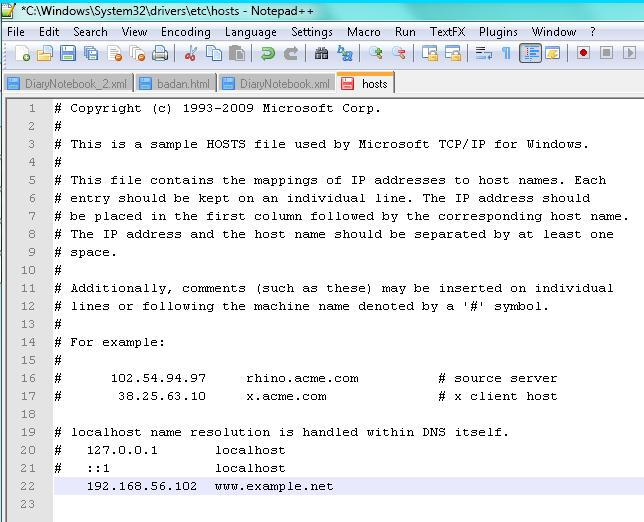 *C:\Windows\System32\drivers\etc\hosts - Notepad++
File Edit Search View Encoding Language Settings Macro Run TextFX Plugins Window ?
DiaryNotebook_2.xml badan.html DiaryNotebook.xml hosts
1 # Copyright (c) 1993-2009 Microsoft Corp.
2 #
3 # This is a sample HOSTS file used by Microsoft TCP/IP for Windows.
4 #
5 # This file contains the mappings of IP addresses to host names. Each
6 # entry should be kept on an individual line. The IP address should
7 # be placed in the first column followed by the corresponding host name.
8 # The IP address and the host name should be separated by at least one
9 # space.
10 #
11 # Additionally, comments (such as these) may be inserted on individual
12 # lines or following the machine name denoted by a '#' symbol.
13 #
14 # For example:
15 #
16 #      102.54.94.97     rhino.acme.com          # source server
17 #       38.25.63.10     x.acme.com              # x client host
18
19 # localhost name resolution is handled within DNS itself.
20 #   127.0.0.1       localhost
21 #   ::1             localhost
22     192.168.56.102  www.example.net
23